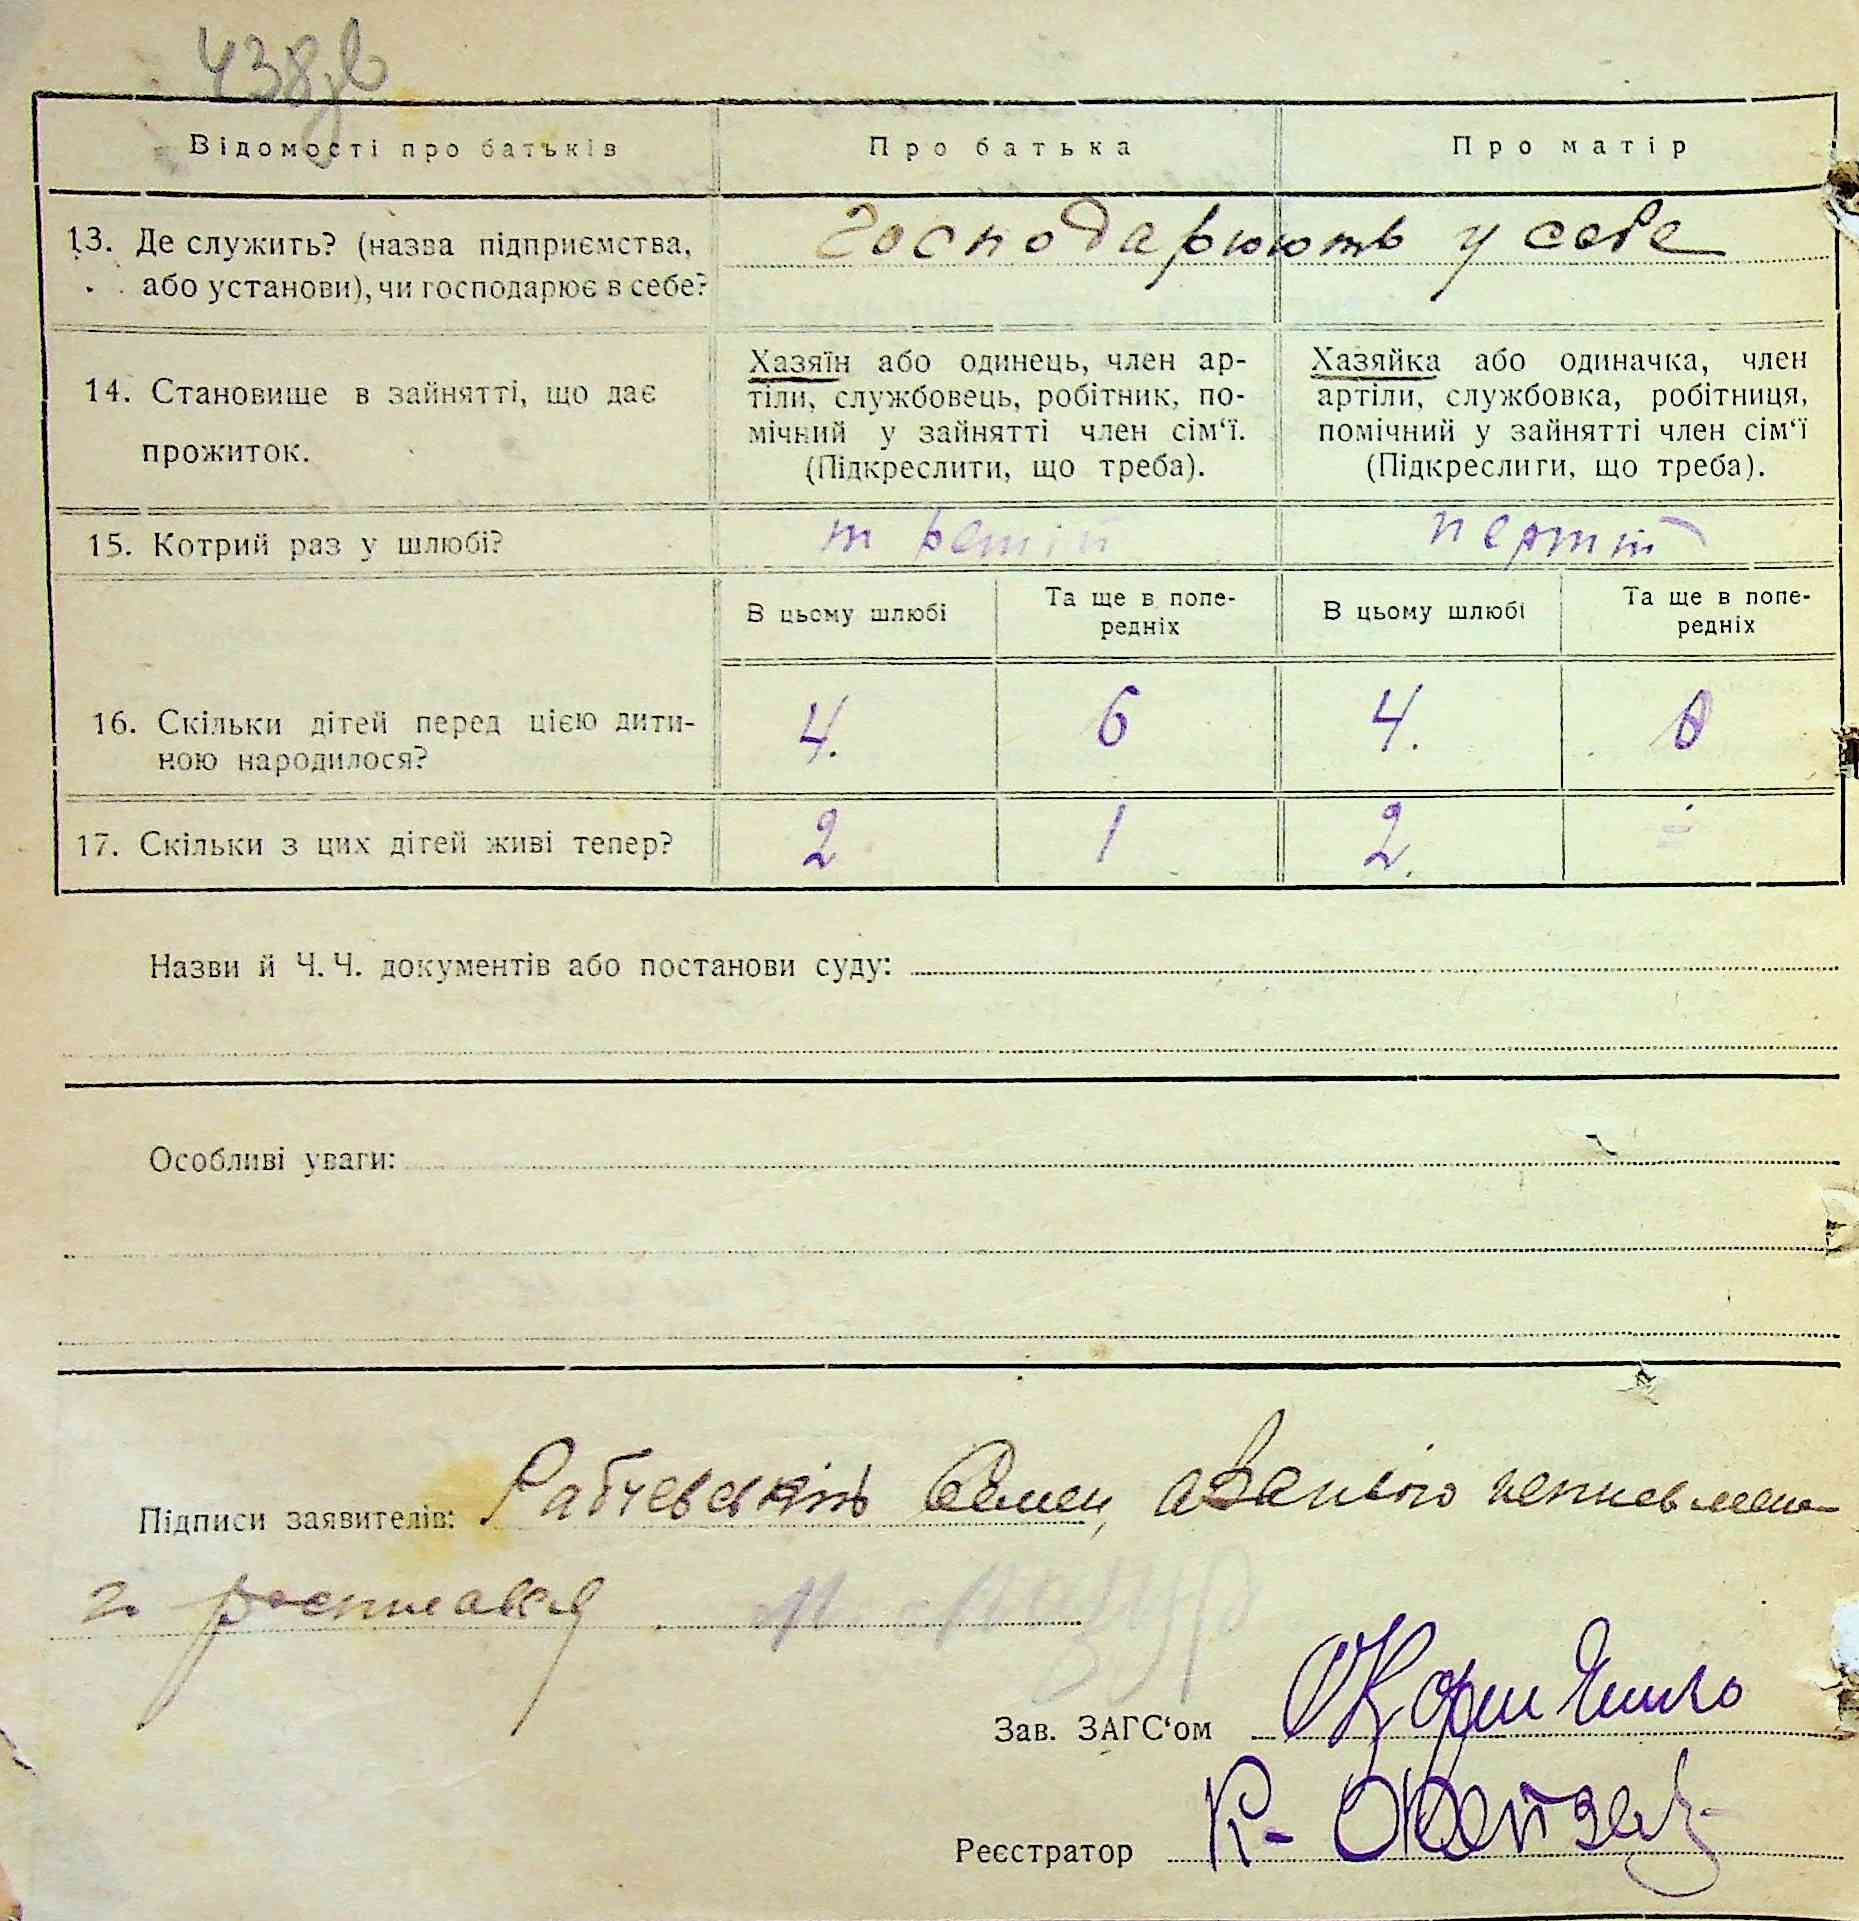 438зв
Відомості про батьків
Про батька
Про матір
13. Де служить? (назва підприємства,
або установи), чи господарює в себе?
господарюють у себе
14. Становище в зайнятті, що дає
прожиток.
Хазяїн або одинець, член ар-
тіли, службовець, робітник, по-
мічний у зайнятті член сім‘ї.
(Підкреслити, що треба).
Хазяйка або одиначка, член
артіли, службовка, робітниця,
помічний у зайнятті член сім‘ї
(Підкреслити, що треба).
15. Котрий раз у шлюбі?
третій
перший
В цьому шлюбі
Та ще в попе-
редніх
В цьому шлюбі
Та ще в попе-
редніх
16. Скільки дітей перед цією дити-
ною народилося?
4.
6
4.
0
17. Скільки з цих дітей живі тепер?
2
1
2.
Назви й Ч. Ч. документів або постанови суду:
Особливі уваги:
Підписи заявителів:
Семен,
М Мазур
Зав. ЗАГС‘ом
Реєстратор
К.